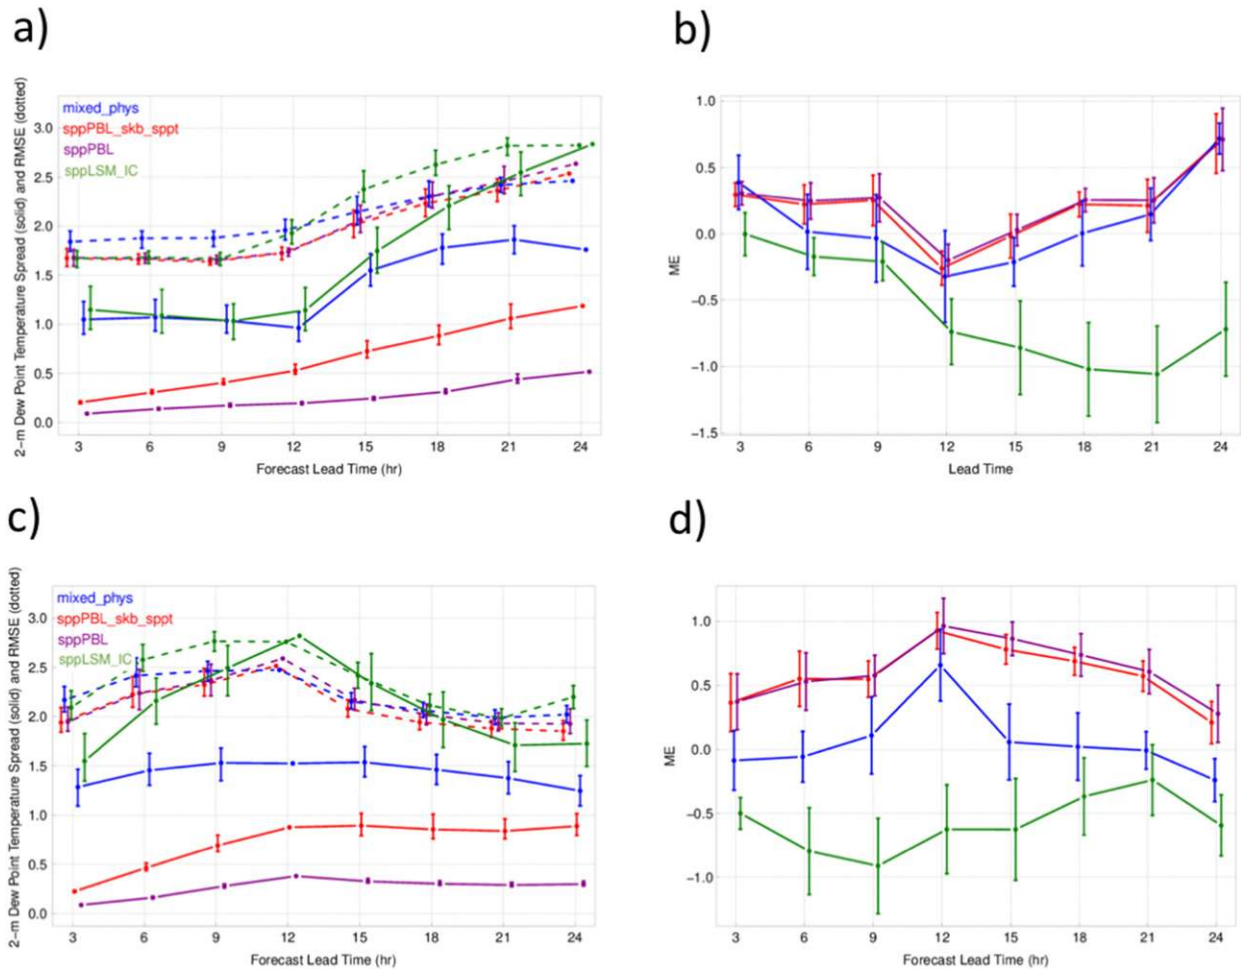 a)
2-m Dew Point Temperature Spread (solid) and RMSE (dotted)
mixed_phys
sppPBL_skb_sppt
sppPBL
sppLSM_IC
3.0
2.5
2.0
1.5
1.0
0.5
0.0
3 6 9 12 15 18 21 24
Forecast Lead Time (hr)
b)
ME
1.0
0.5
0.0
−0.5
−1.0
−1.5
3 6 9 12 15 18 21 24
Lead Time
c)
2-m Dew Point Temperature Spread (solid) and RMSE (dotted)
mixed_phys
sppPBL_skb_sppt
sppPBL
sppLSM_IC
3.0
2.5
2.0
1.5
1.0
0.5
0.0
3 6 9 12 15 18 21 24
Forecast Lead Time (hr)
d)
ME
1.0
0.5
0.0
−0.5
−1.0
3 6 9 12 15 18 21 24
Forecast Lead Time (hr)